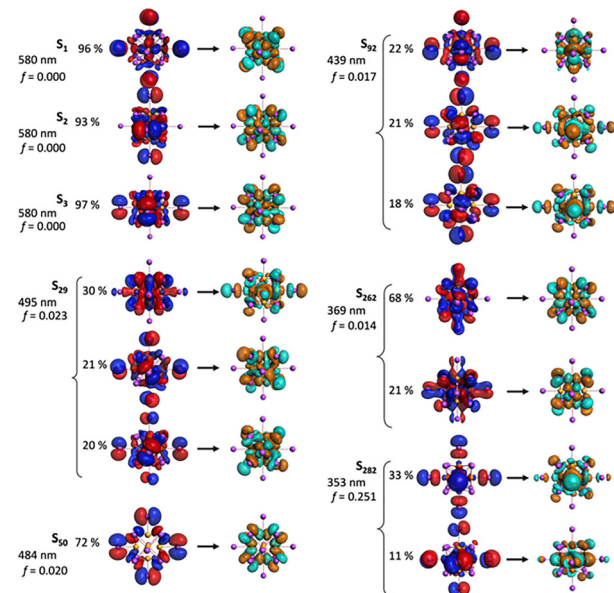 S1 96 %
580 nm
f = 0.000
S2 93 %
580 nm
f = 0.000
S3 97 %
580 nm
f = 0.000
S29 30 %
495 nm
f = 0.023
21 %
20 %
S50 72 %
484 nm
f = 0.020
S92 22 %
439 nm
f = 0.017
21 %
18 %
S262 68 %
369 nm
f = 0.014
21 %
S282 33 %
353 nm
f = 0.251
11 %